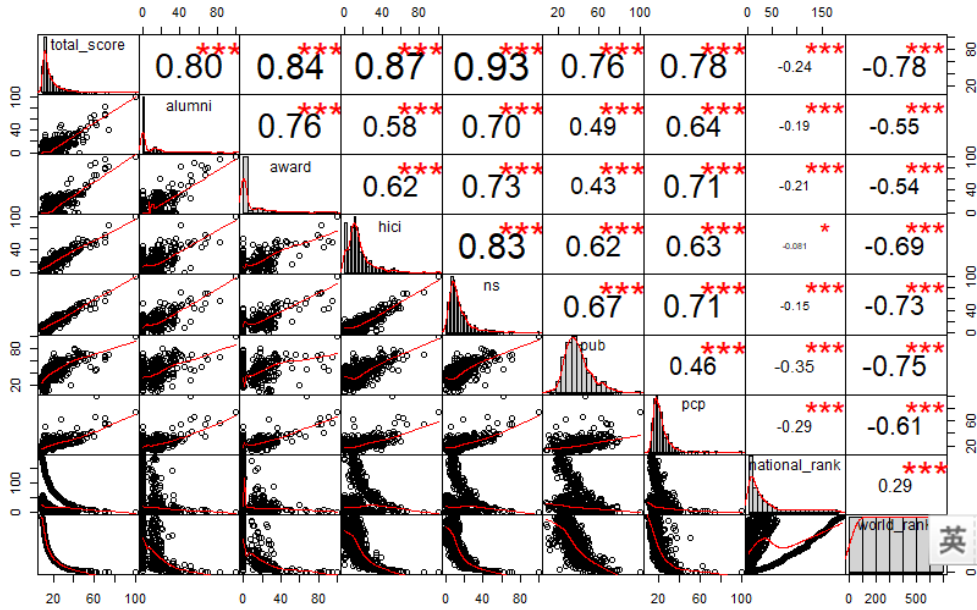 0 40 80 0 40 80 20 60 100 0 50 150
total_score 0.80 *** 0.84 *** 0.87 *** 0.93 *** 0.76 *** 0.78 *** -0.24 *** -0.78 *** 20 80
0 40 100 alumni 0.76 *** 0.58 *** 0.70 *** 0.49 *** 0.64 *** -0.19 *** -0.55 ***
award 0.62 *** 0.73 *** 0.43 *** 0.71 *** -0.21 *** -0.54 *** 0 40 100
0 40 100 hici 0.83 *** 0.62 *** 0.63 *** -0.081 * -0.69 ***
ns 0.67 *** 0.71 *** -0.15 *** -0.73 *** 0 40 100
20 80 pub 0.46 *** -0.35 *** -0.75 ***
pcp -0.29 *** -0.61 *** 20 80
0 100 national_rank 0.29 ***
world_rank 英 0
20 60 100 0 40 80 0 40 80 20 60 100 0 200 500